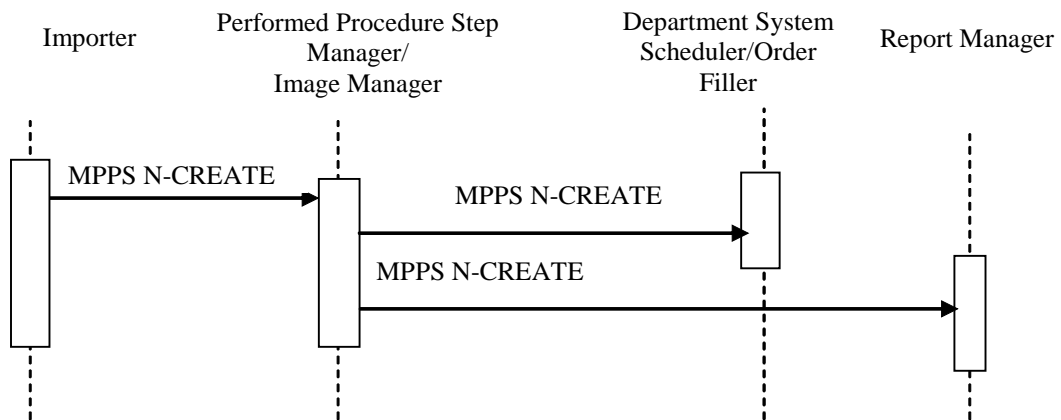 Importer
Performed Procedure Step
Manager/
Image Manager
Department System
Scheduler/Order
Filler
Report Manager
MPPS N-CREATE
MPPS N-CREATE
MPPS N-CREATE